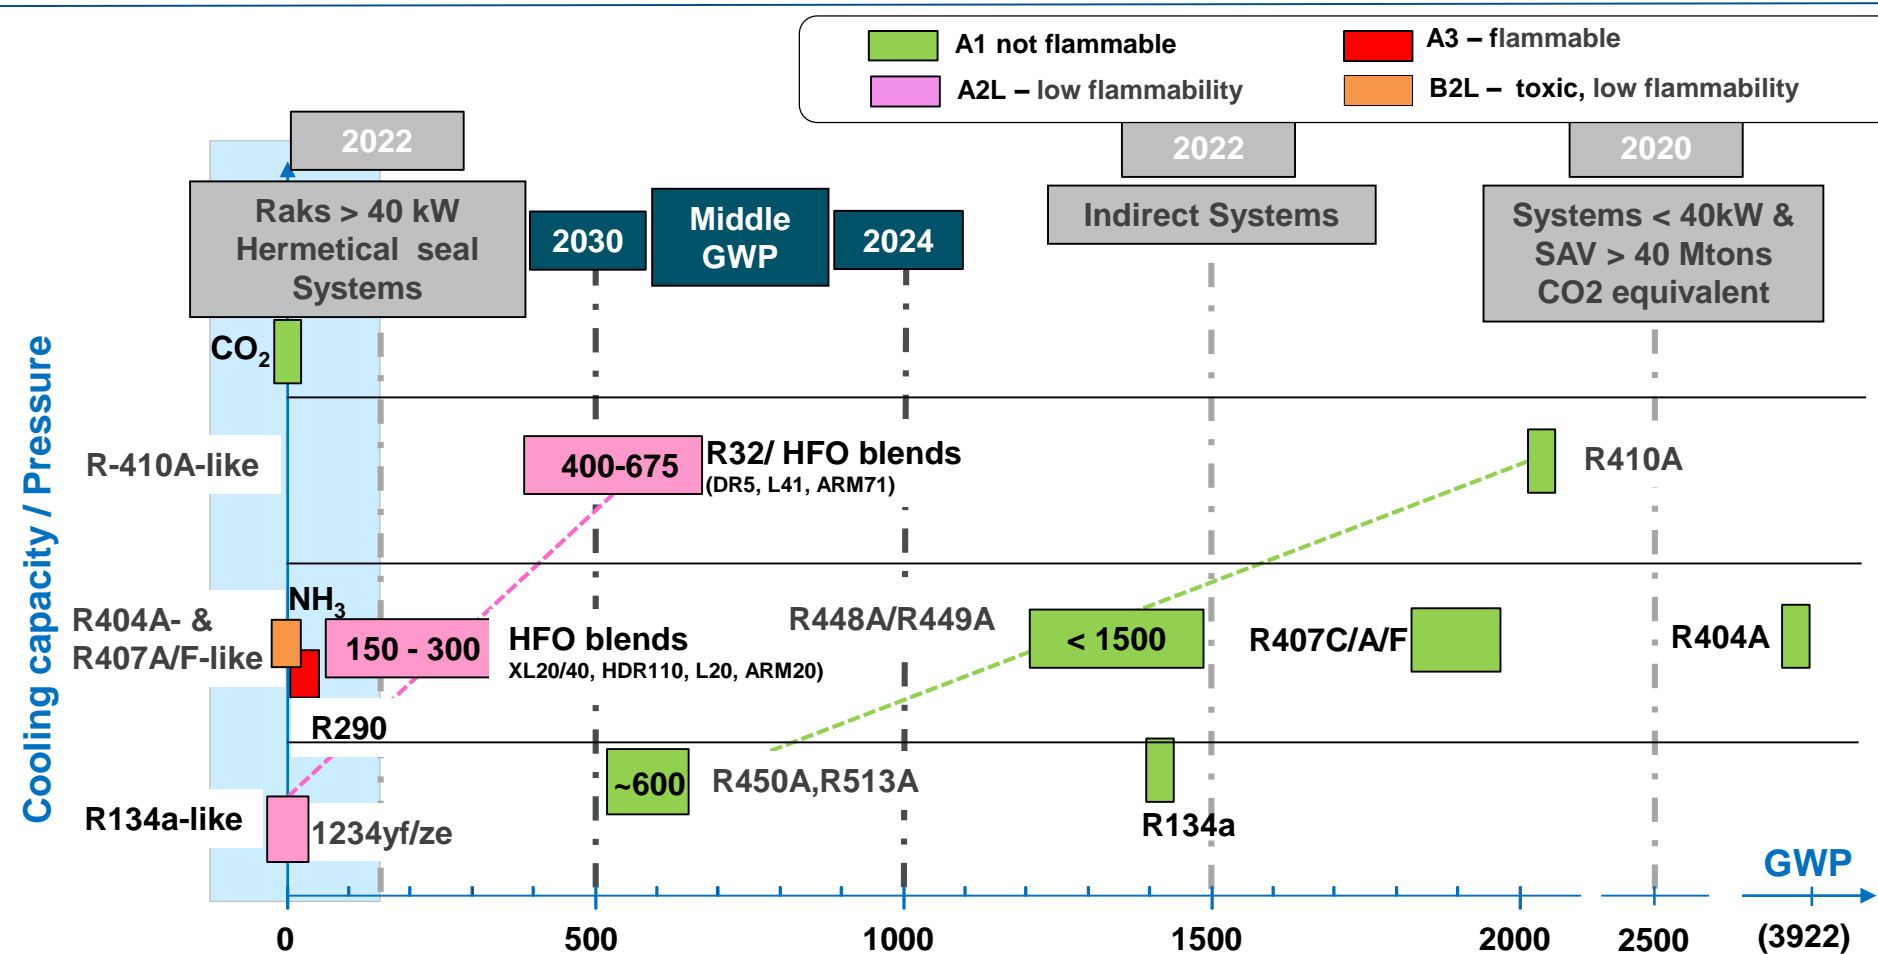 A1 not flammable
A3 – flammable
A2L – low flammability
B2L – toxic, low flammability
2022
2022
2020
Raks > 40 kW
Hermetical seal
Systems
2030
Middle
GWP
2024
Indirect Systems
Systems < 40kW &
SAV > 40 Mtons
CO2 equivalent
Cooling capacity / Pressure
CO2
R-410A-like
400-675
R32/ HFO blends
(DR5, L41, ARM71)
R410A
R404A- &
R407A/F-like
NH3
150 - 300
HFO blends
XL20/40, HDR110, L20, ARM20)
R448A/R449A
< 1500
R407C/A/F
R404A
R290
R134a-like
1234yf/ze
~600
R450A,R513A
R134a
GWP
0
500
1000
1500
2000
2500
(3922)